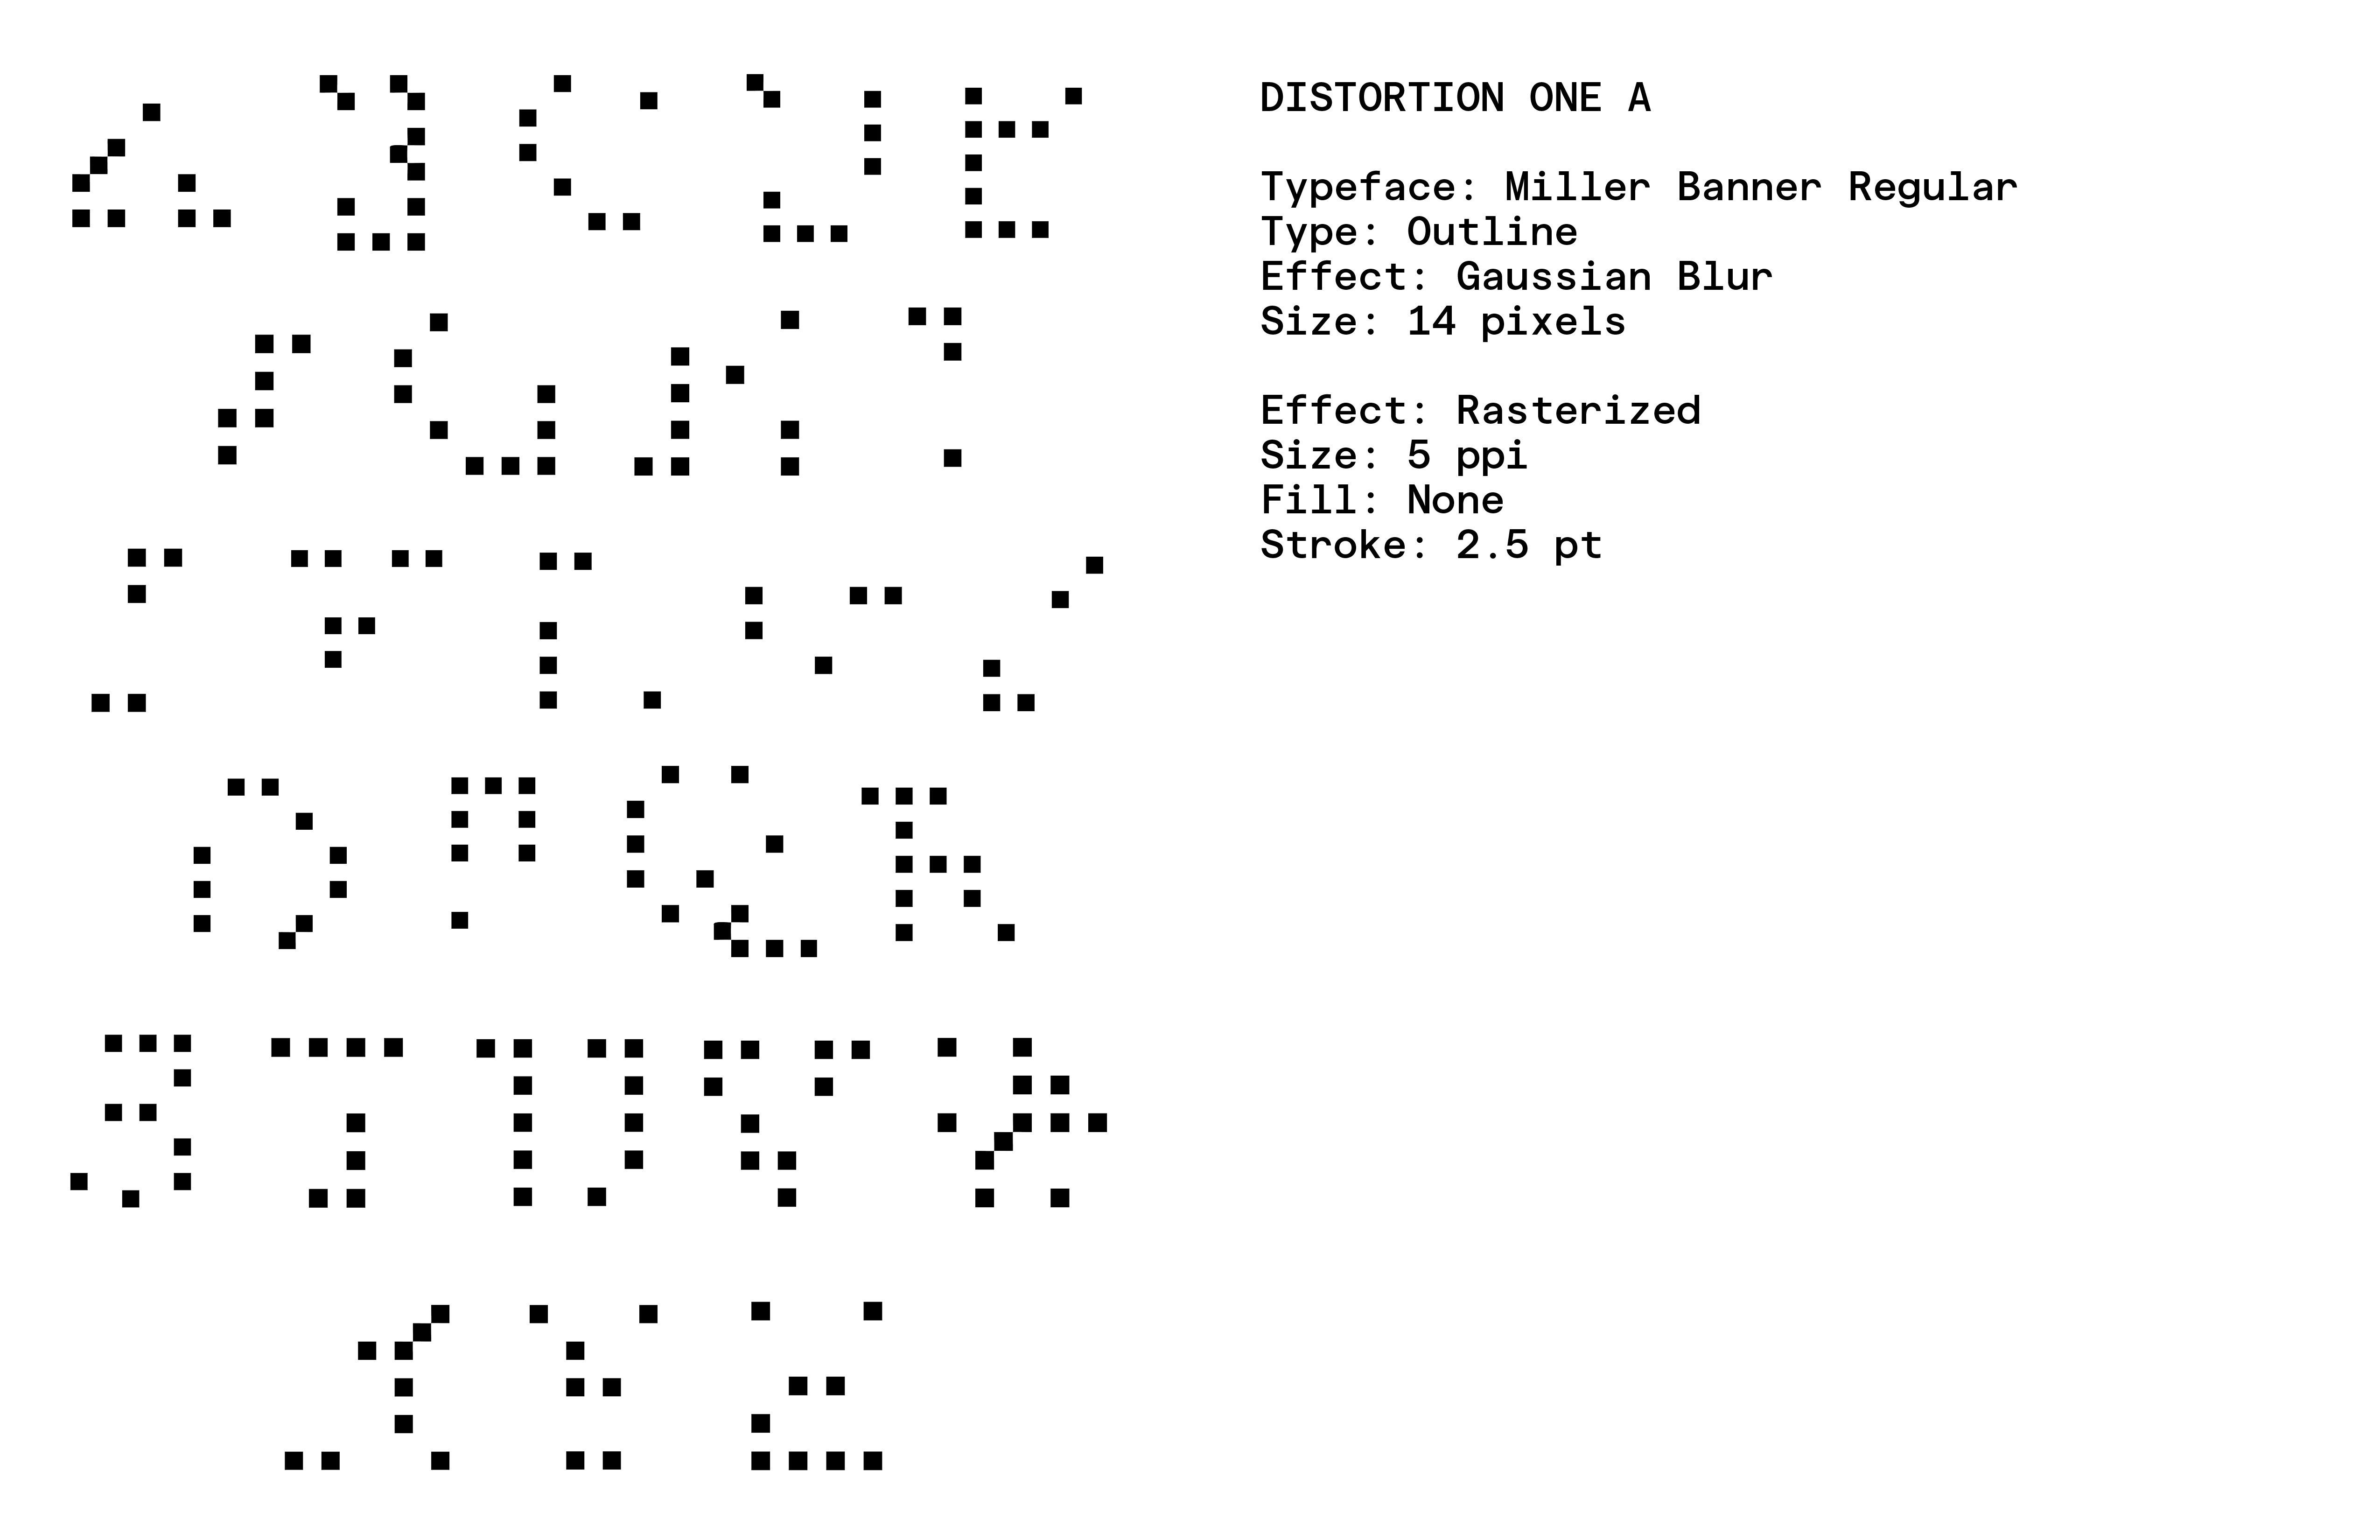 A B C D E
F G H I
J K L M N
O P Q R
S T U V W
X Y Z
DISTORTION ONE A
Typeface: Miller Banner Regular
Type: Outline
Effect: Gaussian Blur
Size: 14 pixels
Effect: Rasterized
Size: 5 ppi
Fill: None
Stroke: 2.5 pt